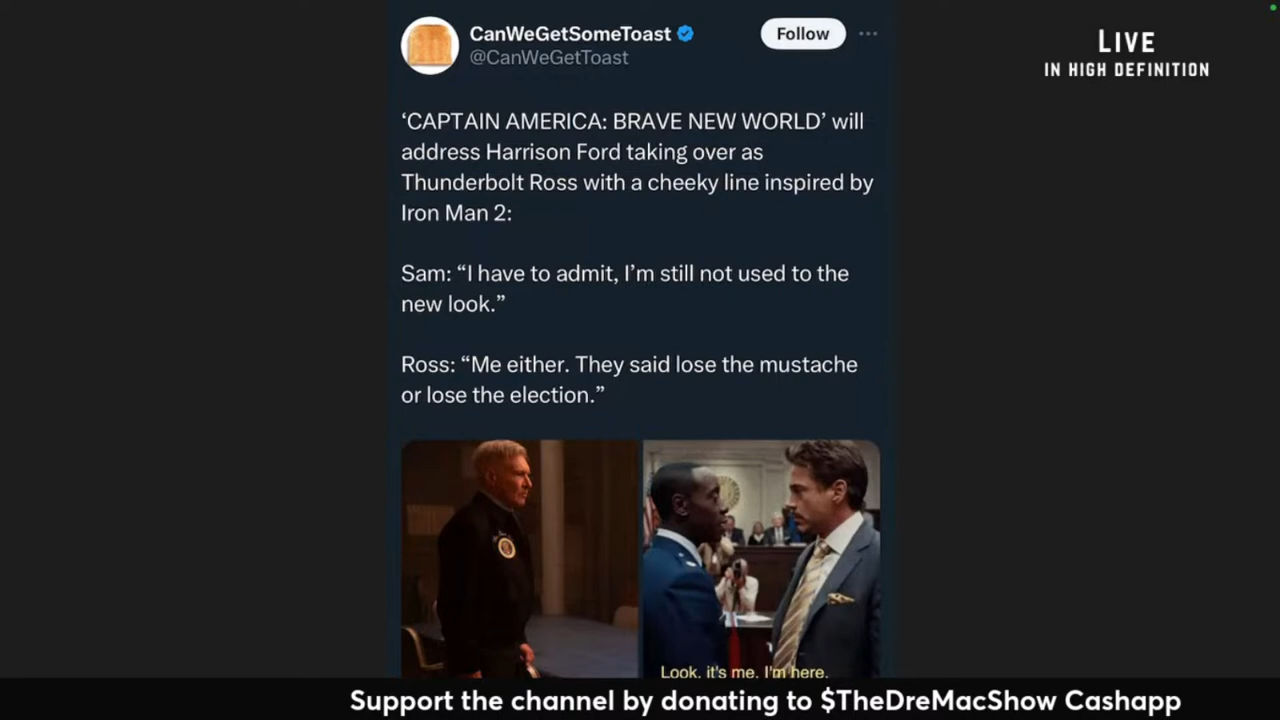 CanWeGetSomeToast
@CanWeGetToast
Follow
LIVE
IN HIGH DEFINITION
‘CAPTAIN AMERICA: BRAVE NEW WORLD’ will
address Harrison Ford taking over as
Thunderbolt Ross with a cheeky line inspired by
Iron Man 2:
Sam: “I have to admit, I’m still not used to the
new look.”
Ross: “Me either. They said lose the mustache
or lose the election.”
Look, it's me. I'm here.
Support the channel by donating to $TheDreMacShow Cashapp